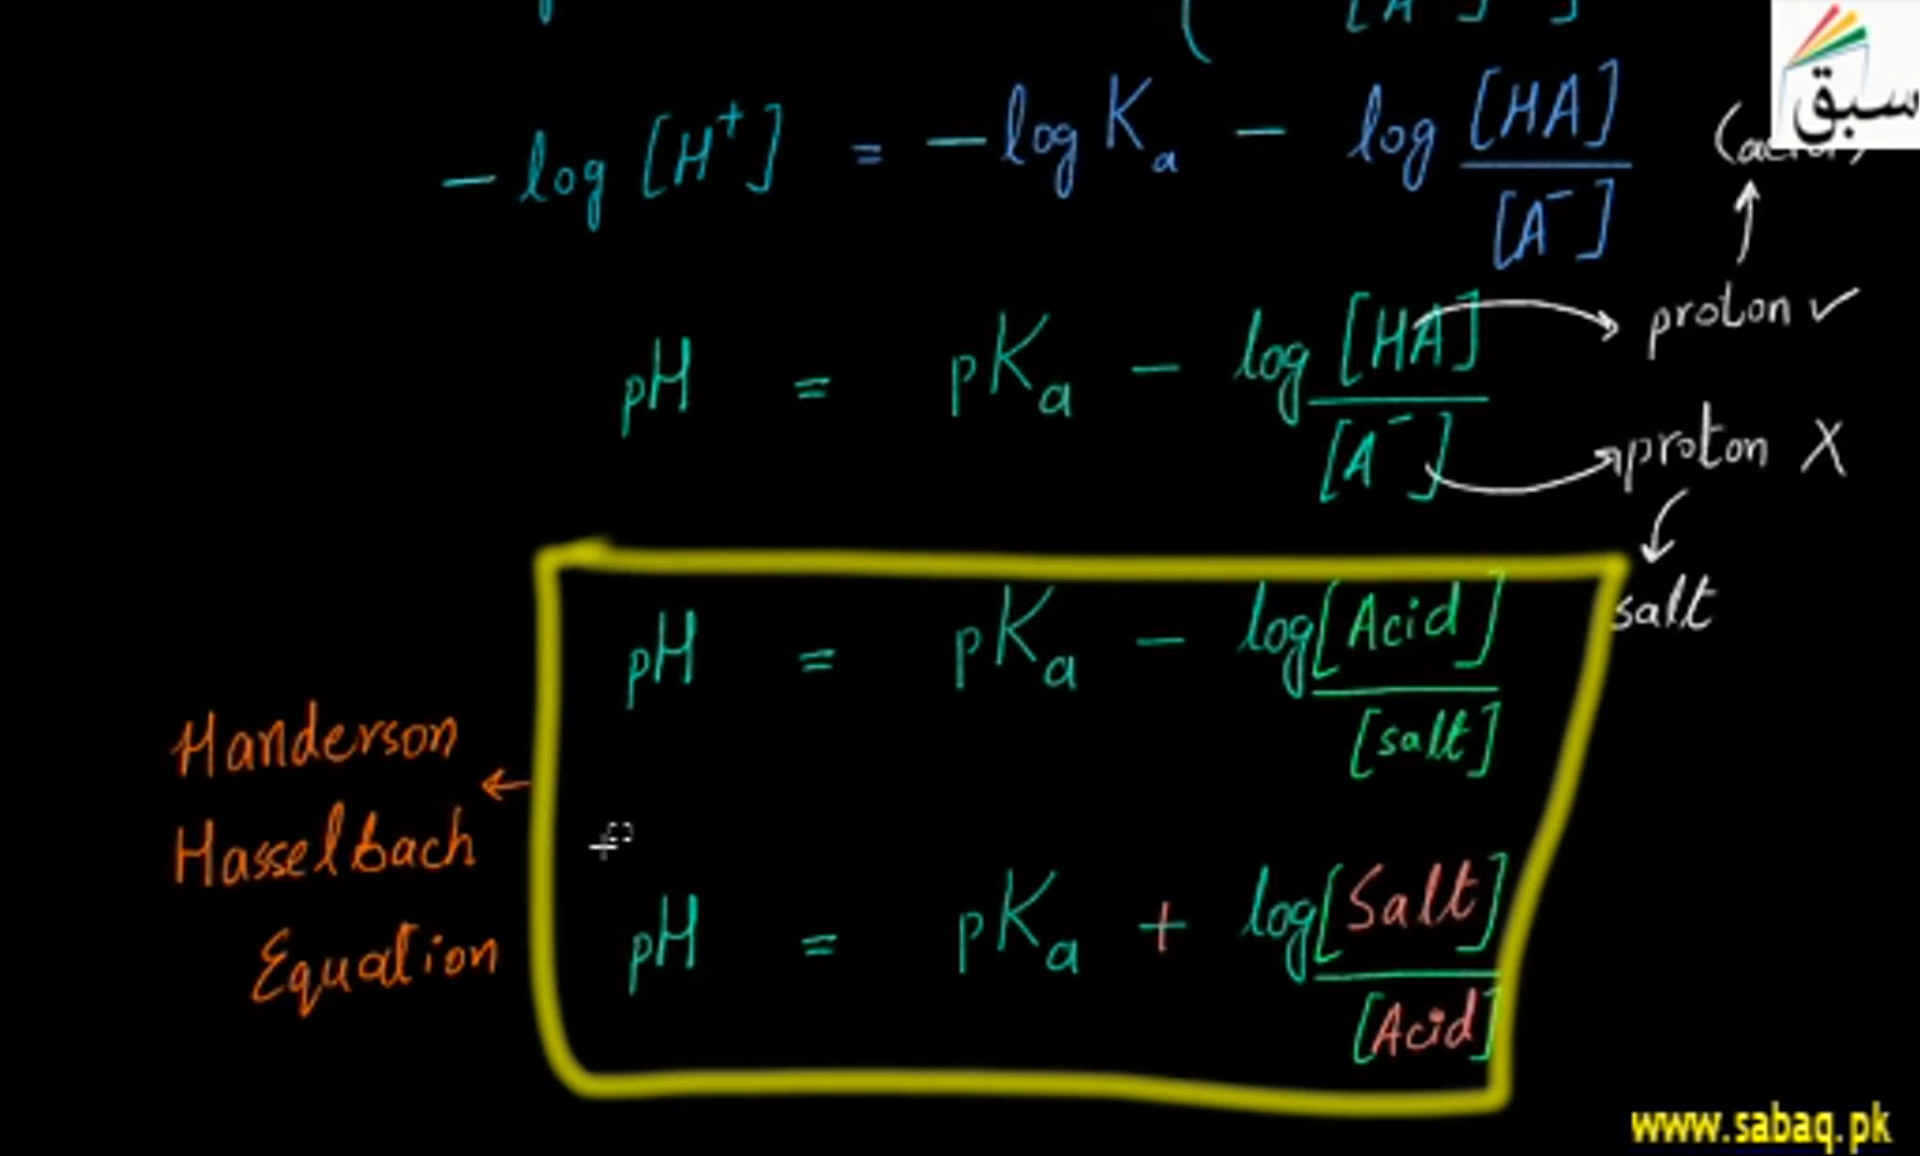 سبق
- log [H⁺] = - log Kₐ - log [HA] / [A⁻]
pH = pKₐ - log [HA] / [A⁻]
proton ✓
proton X
salt
pH = pKₐ - log [Acid] / [salt]
Handerson
Hasselbach
Equation
pH = pKₐ + log [Salt] / [Acid]
www.sabaq.pk